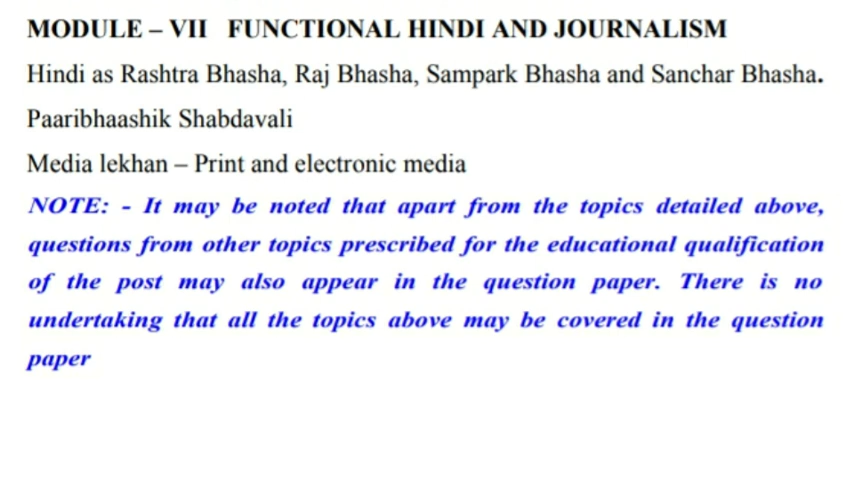 MODULE – VII FUNCTIONAL HINDI AND JOURNALISM
Hindi as Rashtra Bhasha, Raj Bhasha, Sampark Bhasha and Sanchar Bhasha.
Paaribhaashik Shabdavali
Media lekhan – Print and electronic media
NOTE: - It may be noted that apart from the topics detailed above,
questions from other topics prescribed for the educational qualification
of the post may also appear in the question paper. There is no
undertaking that all the topics above may be covered in the question
paper